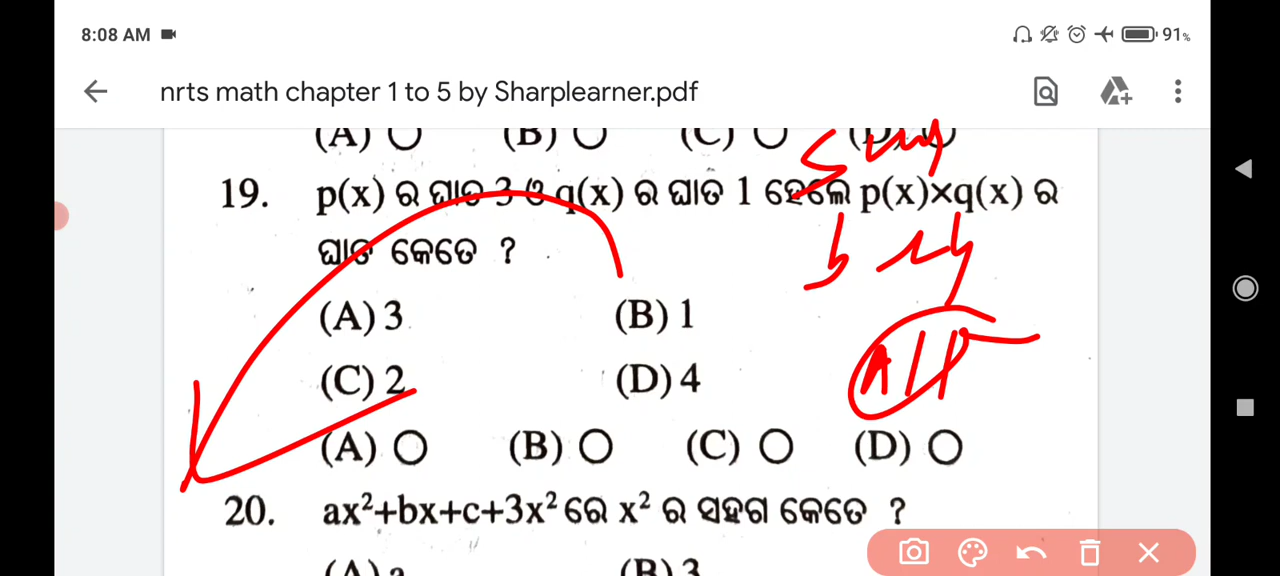 8:08 AM 91%
nrts math chapter 1 to 5 by Sharplearner.pdf
(A) (B) (C) (D)
19. p(x) ର ଘାତ 3 ଓ q(x) ର ଘାତ 1 ହେଲେ p(x)×q(x) ର
ଘାତ କେତେ ?
(A) 3 (B) 1
(C) 2 (D) 4
(A) (B) (C) (D)
20. ax²+bx+c+3x² ରେ x² ର ସହଗ କେତେ ?
(A) a (B) 3